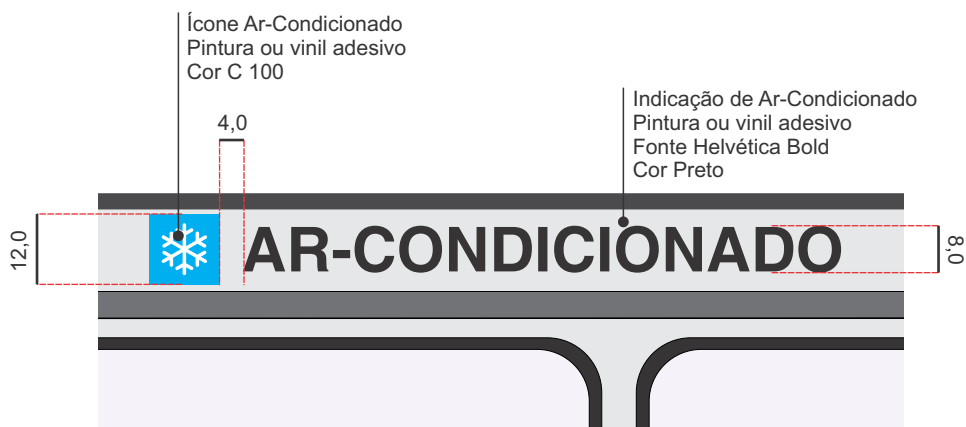 Ícone Ar-Condicionado
Pintura ou vinil adesivo
Cor C 100
4,0
Indicação de Ar-Condicionado
Pintura ou vinil adesivo
Fonte Helvética Bold
Cor Preto
12,0
AR-CONDICIONADO
8,0